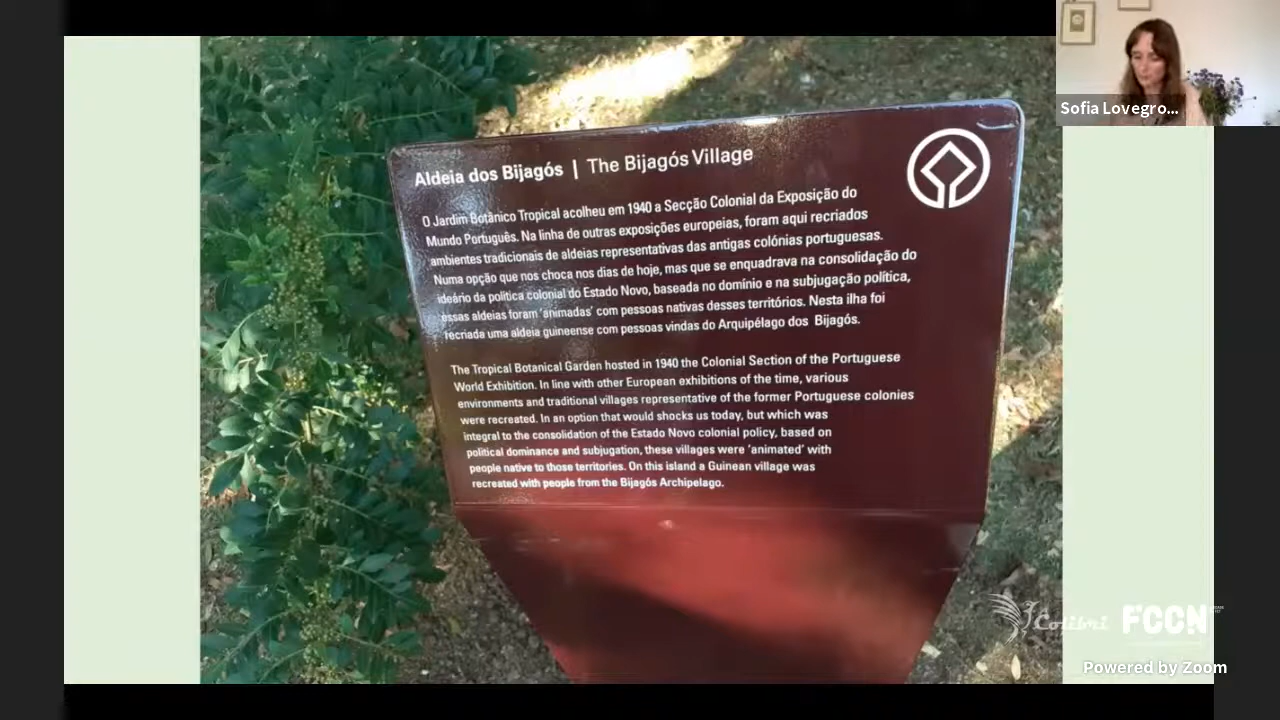 Sofia Lovegro...
Aldeia dos Bijagós | The Bijagós Village
O Jardim Botânico Tropical acolheu em 1940 a Secção Colonial da Exposição do
Mundo Português. Na linha de outras exposições europeias, foram aqui recriados
ambientes tradicionais de aldeias representativas das antigas colónias portuguesas.
Numa opção que nos choca nos dias de hoje, mas que se enquadrava na consolidação do
ideário da política colonial do Estado Novo, baseada no domínio e na subjugação política,
essas aldeias foram 'animadas' com pessoas nativas desses territórios. Nesta ilha foi
recriada uma aldeia guineense com pessoas vindas do Arquipélago dos Bijagós.
The Tropical Botanical Garden hosted in 1940 the Colonial Section of the Portuguese
World Exhibition. In line with other European exhibitions of the time, various
environments and traditional villages representative of the former Portuguese colonies
were recreated. In an option that would shocks us today, but which was
integral to the consolidation of the Estado Novo colonial policy, based on
political dominance and subjugation, these villages were 'animated' with
people native to those territories. On this island a Guinean village was
recreated with people from the Bijagós Archipelago.
Colibri FCCN
Powered by Zoom